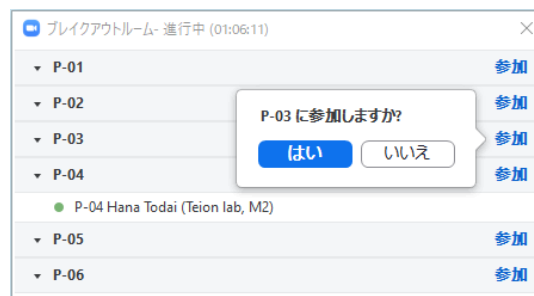 ブレイクアウトルーム- 進行中 (01:06:11)
P-01 参加
P-02 参加
P-03 に参加しますか?
はい いいえ
P-03 参加
P-04 参加
P-04 Hana Todai (Teion lab, M2)
P-05 参加
P-06 参加